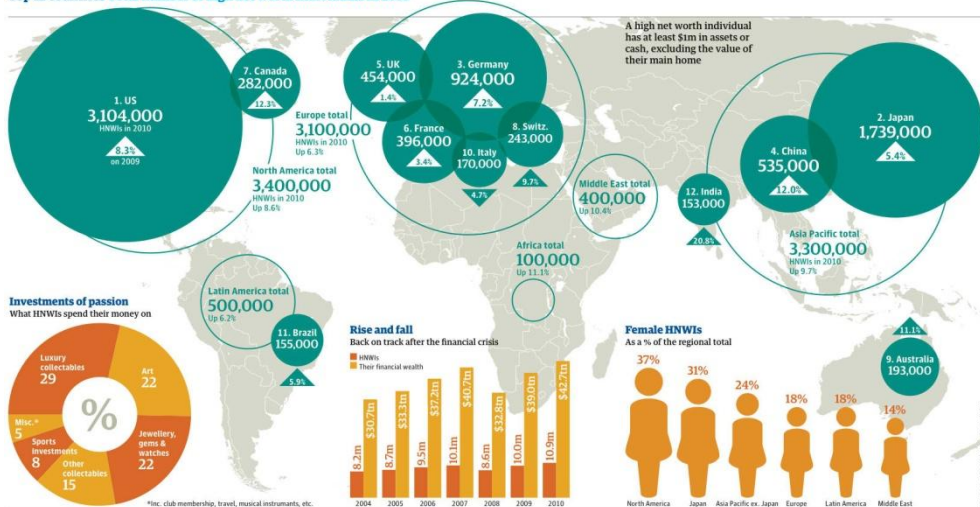 A high net worth individual
has at least $1m in assets or
cash, excluding the value of
their main home
1. US
3,104,000
HNWIs in 2010
8.3%
on 2009
7. Canada
282,000
12.3%
North America total
3,400,000
HNWIs in 2010
Up 8.6%
Europe total
3,100,000
HNWIs in 2010
Up 6.3%
5. UK
454,000
1.4%
3. Germany
924,000
7.2%
6. France
396,000
3.4%
10. Italy
170,000
4.7%
8. Switz.
243,000
9.7%
Middle East total
400,000
Up 10.4%
Africa total
100,000
Up 11.1%
12. India
153,000
20.8%
4. China
535,000
12.0%
2. Japan
1,739,000
5.4%
Asia Pacific total
3,300,000
HNWIs in 2010
Up 9.7%
Latin America total
500,000
Up 6.2%
11. Brazil
155,000
5.9%
11.1%
9. Australia
193,000
Investments of passion
What HNWIs spend their money on
Luxury
collectables
29
Art
22
Jewellery,
gems &
watches
22
Other
collectables
15
Sports
Investments
8
Misc.*
5
%
*Inc. club membership, travel, musical instruments, etc.
Rise and fall
Back on track after the financial crisis
HNWIs
Their financial wealth
8.2m
$30.7tn
8.7m
$33.3tn
9.5m
$37.2tn
10.1m
$40.7tn
8.6m
$32.8tn
10.0m
$39.0tn
10.9m
$42.7tn
2004 2005 2006 2007 2008 2009 2010
Female HNWIs
As a % of the regional total
37% 31% 24% 18% 18% 14%
North America Japan Asia Pacific ex. Japan Europe Latin America Middle East